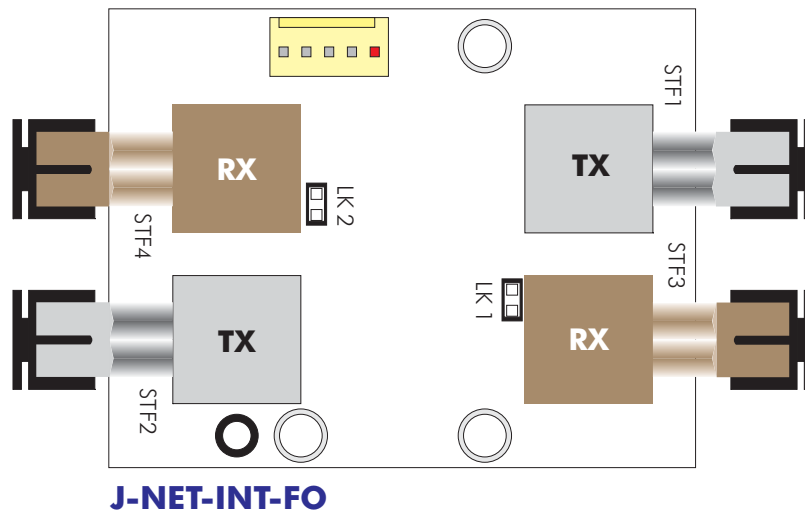 STF1
RX
TX
LK 2
STF4
STF3
LK 1
TX
RX
STF2
J-NET-INT-FO